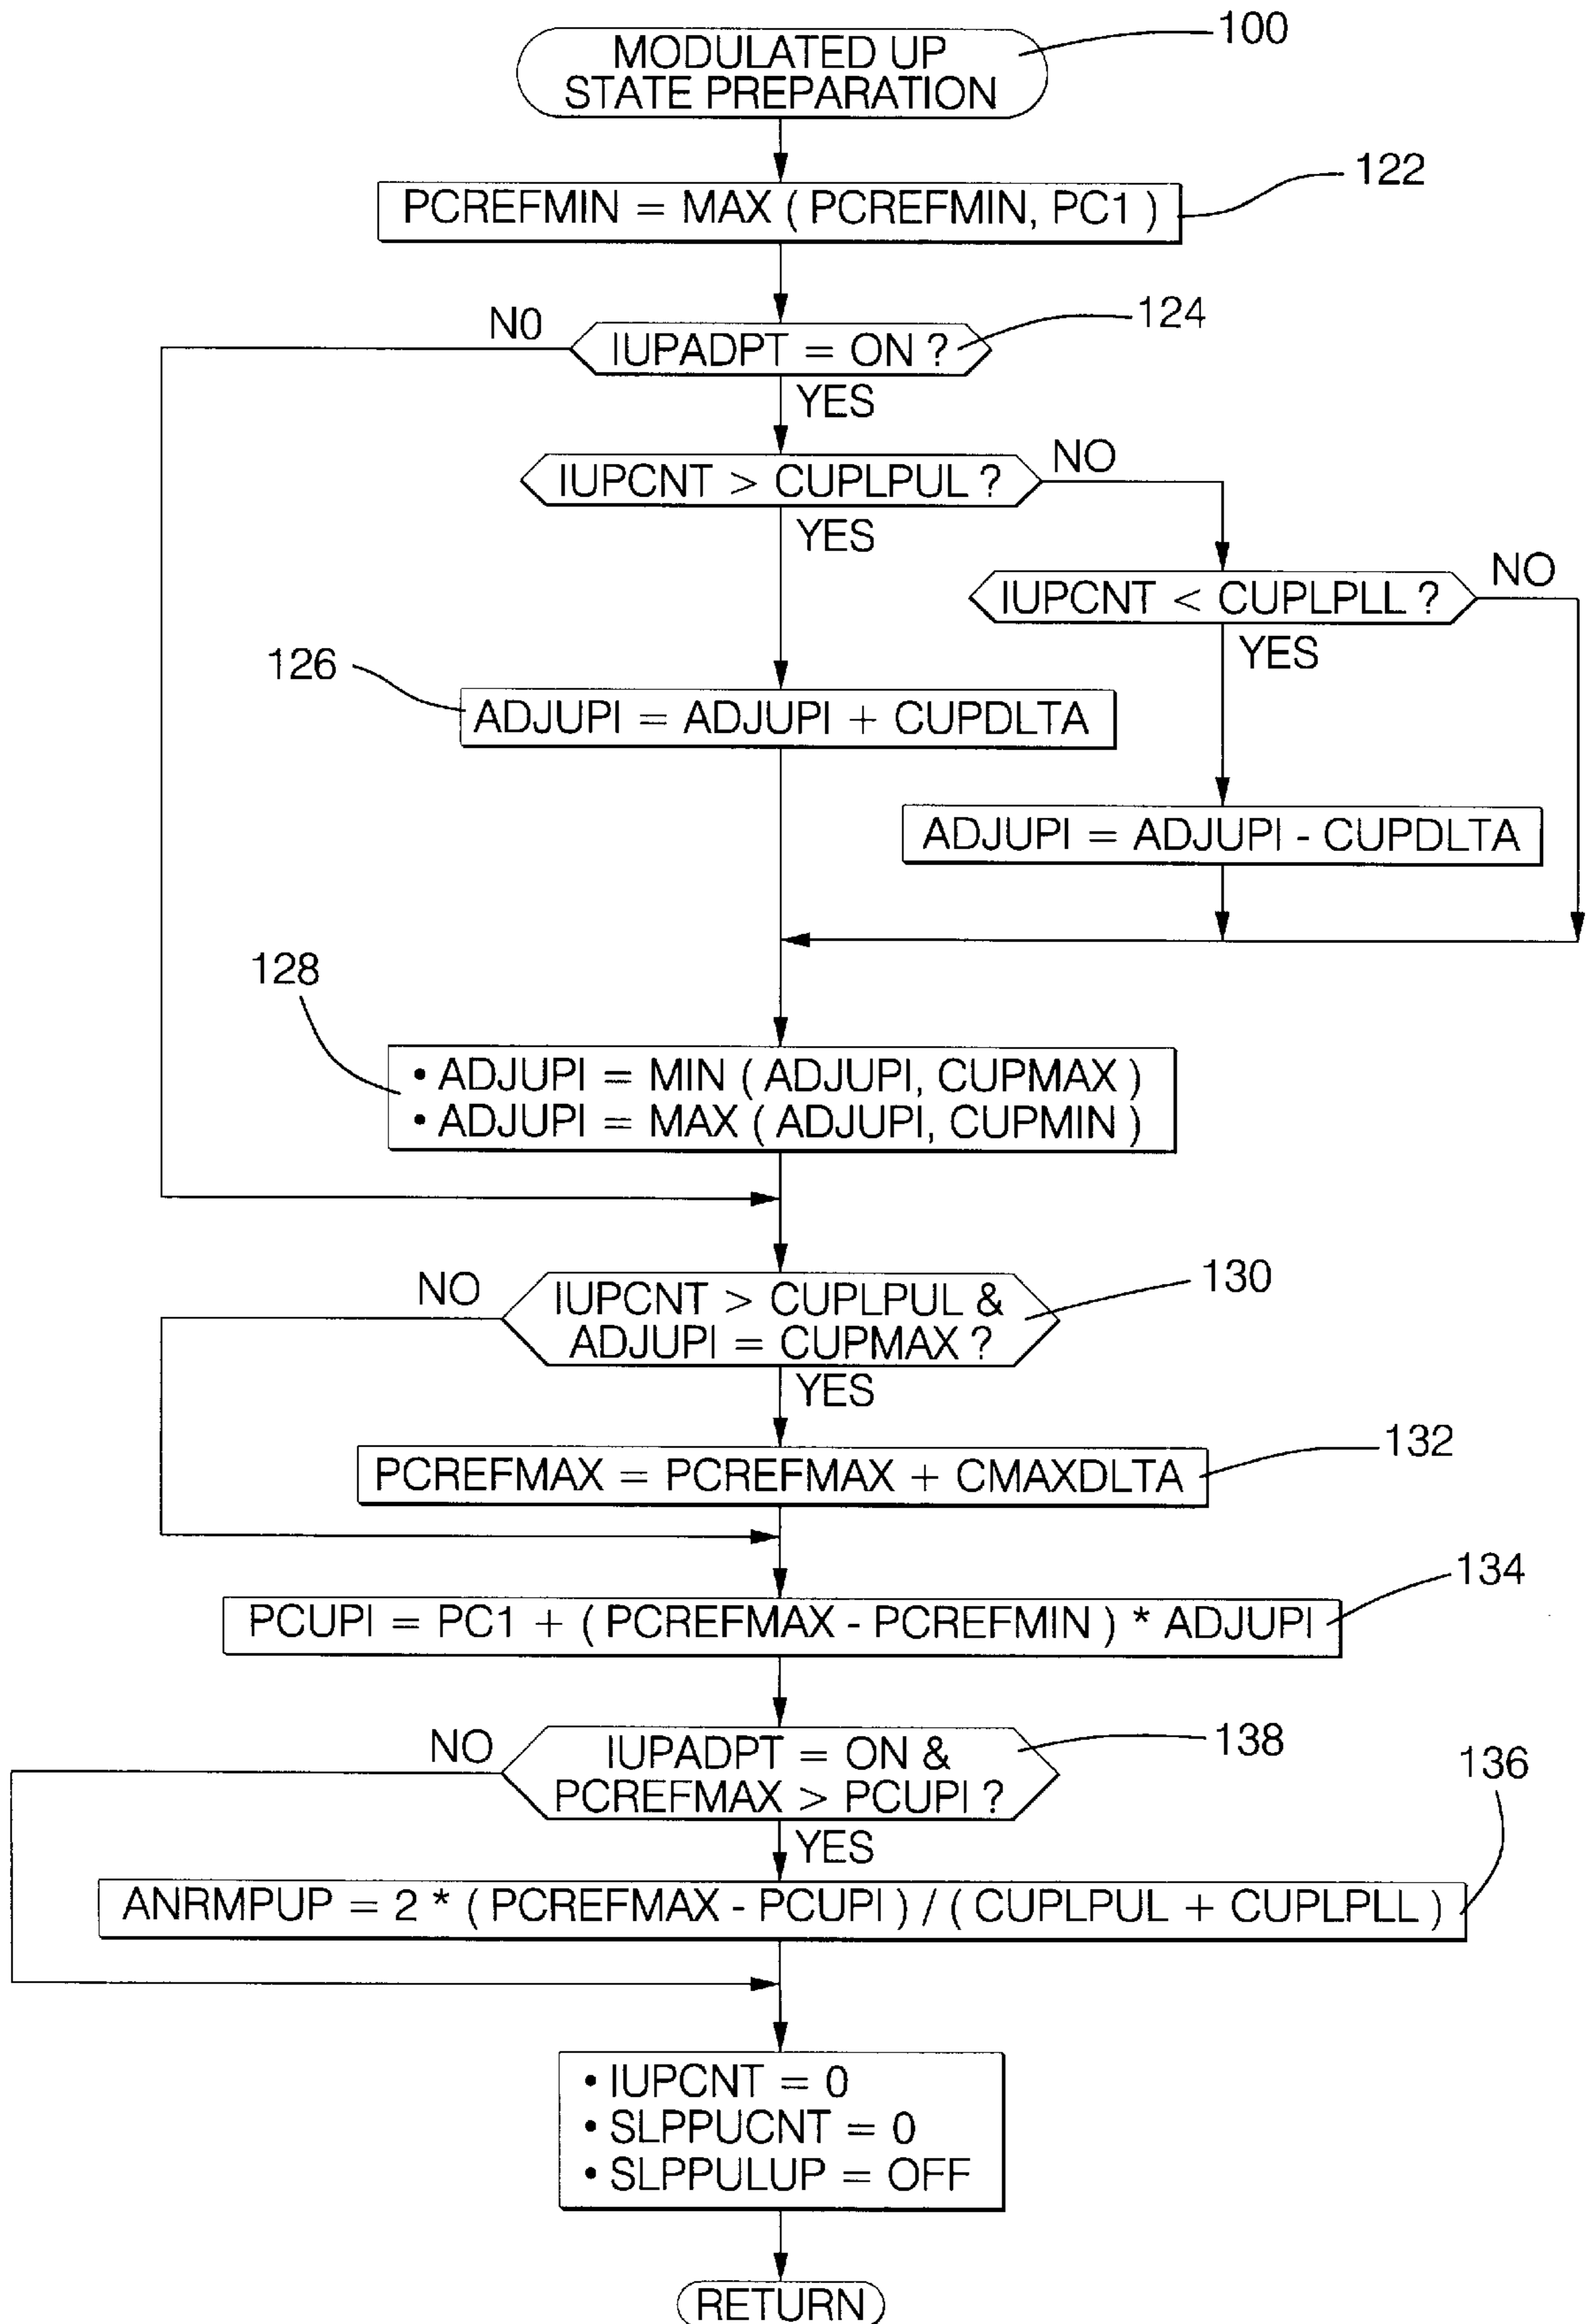 MODULATED UP
STATE PREPARATION
100
PCREFMIN = MAX ( PCREFMIN, PC1 )
122
NO
IUPADPT = ON ?
124
YES
IUPCNT > CUPLPUL ?
NO
YES
IUPCNT < CUPLPLL ?
NO
YES
126
ADJUPI = ADJUPI + CUPDLTA
ADJUPI = ADJUPI - CUPDLTA
128
• ADJUPI = MIN ( ADJUPI, CUPMAX )
• ADJUPI = MAX ( ADJUPI, CUPMIN )
NO
IUPCNT > CUPLPUL &
ADJUPI = CUPMAX ?
130
YES
PCREFMAX = PCREFMAX + CMAXDLTA
132
134
PCUPI = PC1 + ( PCREFMAX - PCREFMIN ) * ADJUPI
NO
IUPADPT = ON &
PCREFMAX > PCUPI ?
138
136
YES
ANRMPUP = 2 * ( PCREFMAX - PCUPI ) / ( CUPLPUL + CUPLPLL )
• IUPCNT = 0
• SLPPUCNT = 0
• SLPPULUP = OFF
RETURN